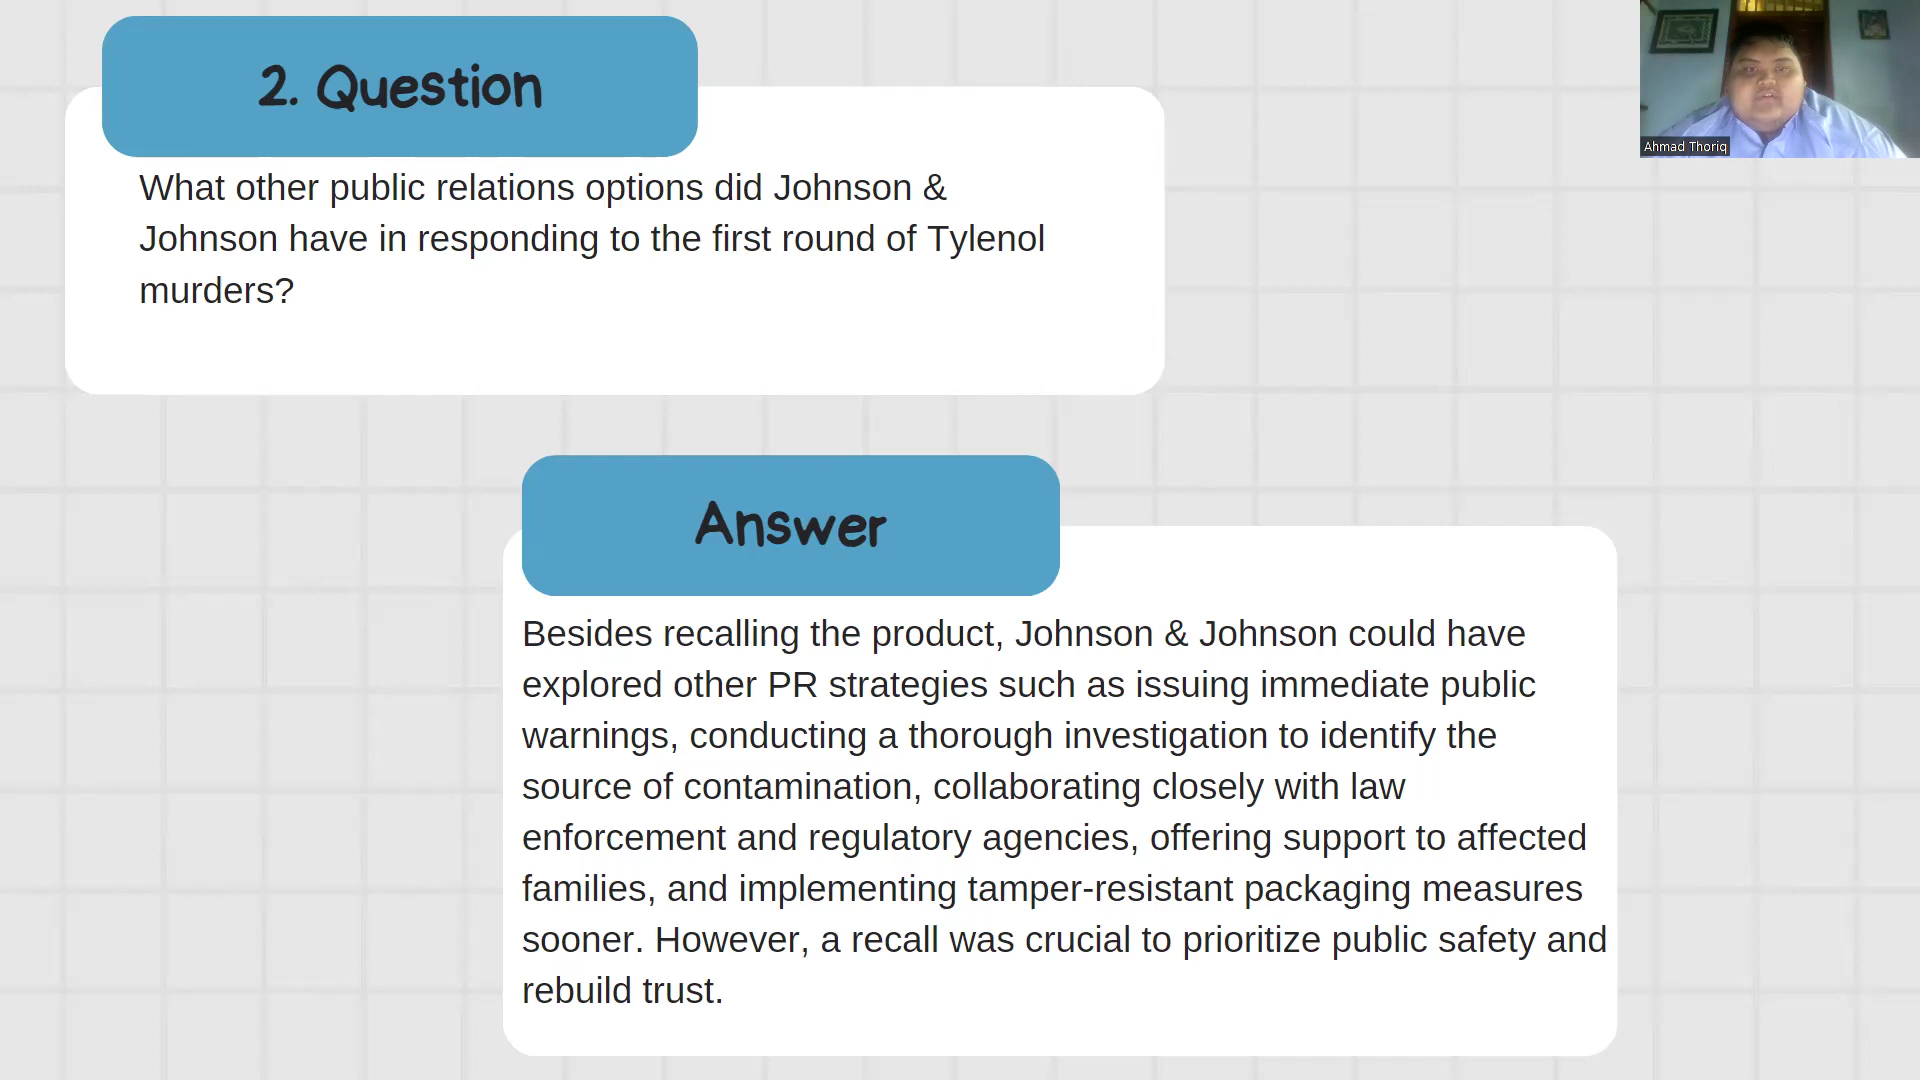 2. Question
What other public relations options did Johnson &
Johnson have in responding to the first round of Tylenol
murders?
Answer
Besides recalling the product, Johnson & Johnson could have
explored other PR strategies such as issuing immediate public
warnings, conducting a thorough investigation to identify the
source of contamination, collaborating closely with law
enforcement and regulatory agencies, offering support to affected
families, and implementing tamper-resistant packaging measures
sooner. However, a recall was crucial to prioritize public safety and
rebuild trust.
Ahmad Thoriq